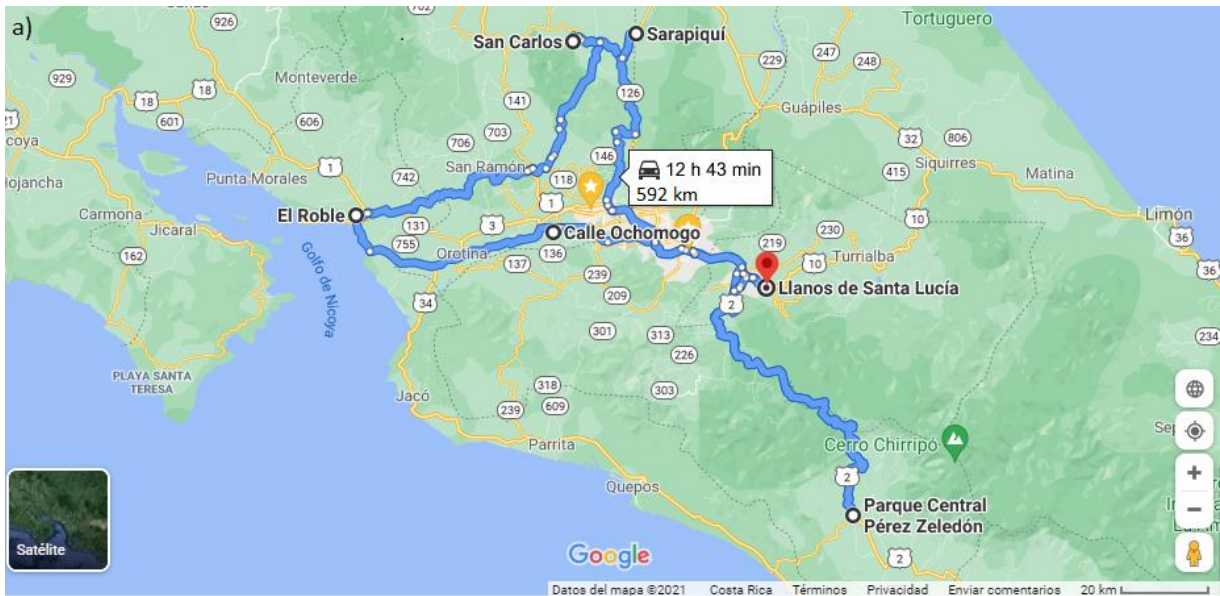 a)
702
Tortuguero
926
San Carlos
Sarapiquí
247
Monteverde
229
248
929
18
126
18
141
Guápiles
21
601
606
32
806
coya
703
706
146
Siquirres
San Ramón
12 h 43 min
592 km
Hojancha
Punta Morales
1
742
118
415
Matina
1
El Roble
131
3
Calle Ochomogo
10
Limón
Carmona
755
219
230
36
Jicaral
Orotina
136
Turrialba
162
137
239
10
36
Golfo de Nicoya
34
209
2
Llanos de Santa Lucía
301
313
234
226
PLAYA SANTA
TERESA
318
303
Jacó
239
609
Cerro Chirripó
Parrita
2
Quepos
Parque Central
Pérez Zeledón
Satélite
Google
2
Datos del mapa ©2021 Costa Rica Términos Privacidad Enviar comentarios 20 km